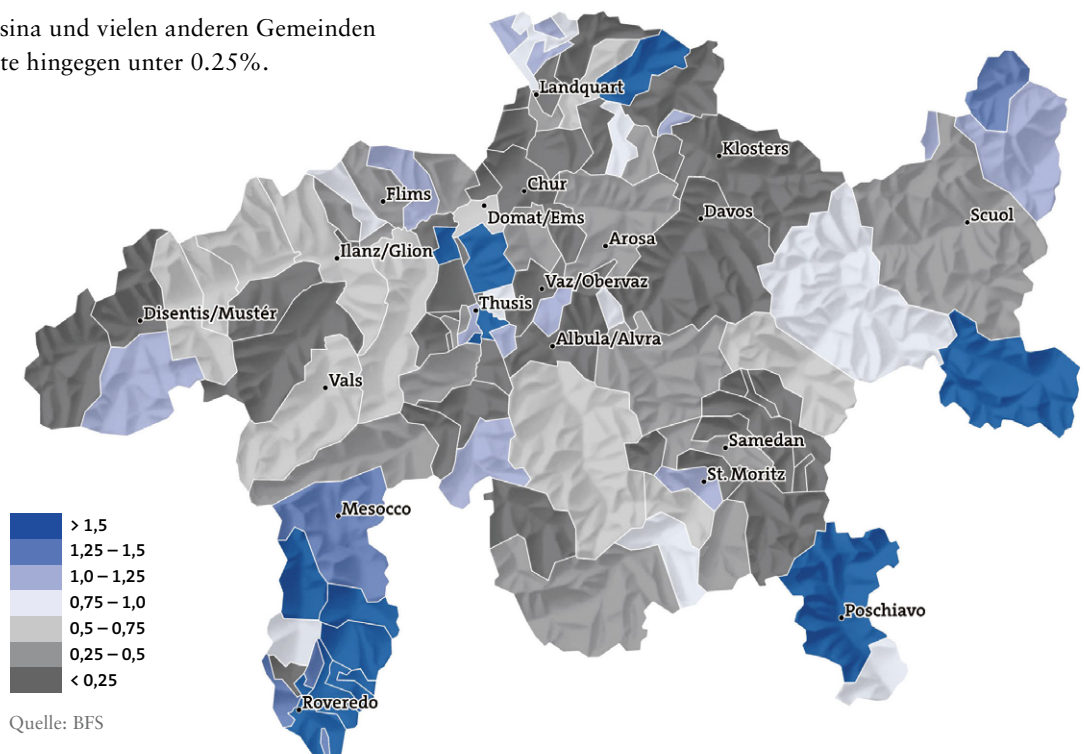 sina und vielen anderen Gemeinden
te hingegen unter 0.25%.
Landquart
Klosters
Flims
Chur
Domat/Ems
Davos
Scuol
Arosa
Ilanz/Glion
Vaz/Obervaz
Thusis
Disentis/Mustér
Albula/Alvra
Vals
Samedan
St. Moritz
Mesocco
Poschiavo
Roveredo
> 1,5
1,25 – 1,5
1,0 – 1,25
0,75 – 1,0
0,5 – 0,75
0,25 – 0,5
< 0,25
Quelle: BFS